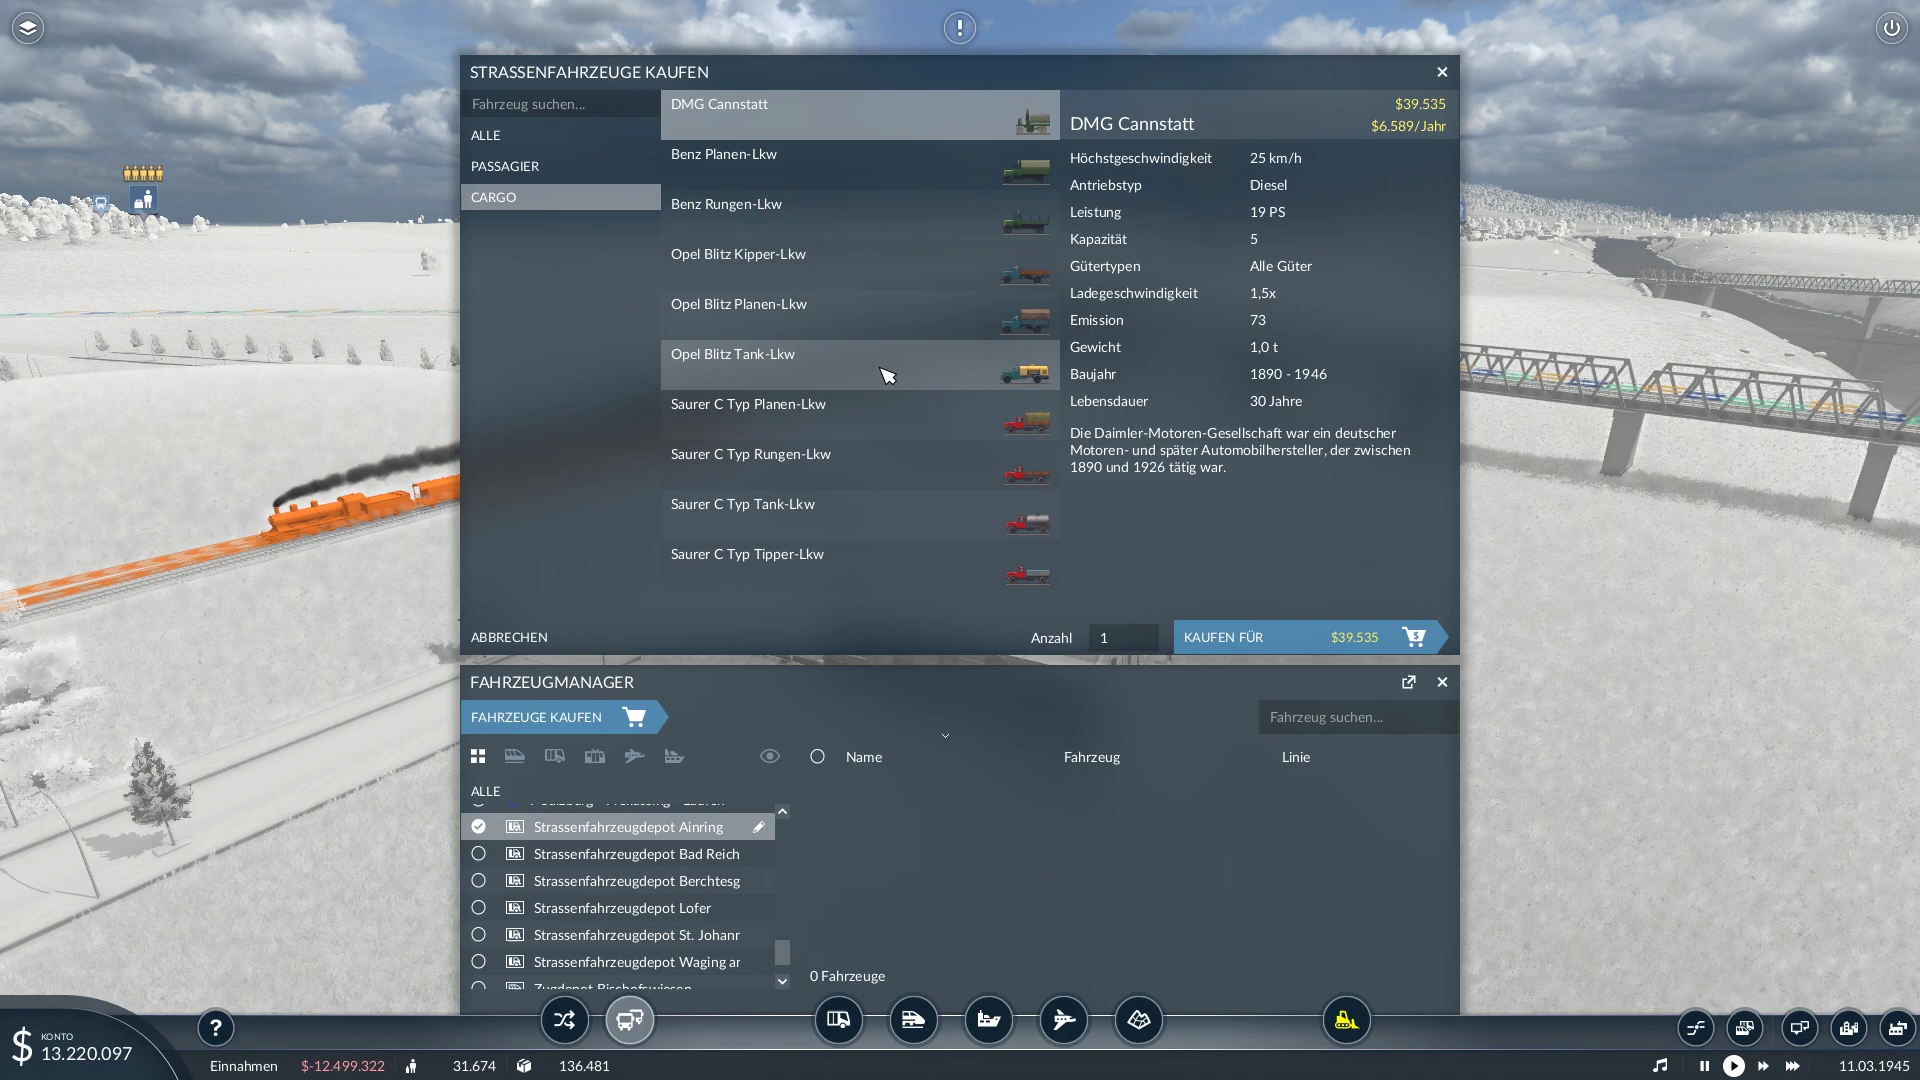 STRASSENFAHRZEUGE KAUFEN
Fahrzeug suchen...
ALLE
PASSAGIER
CARGO
DMG Cannstatt
Benz Planen-Lkw
Benz Rungen-Lkw
Opel Blitz Kipper-Lkw
Opel Blitz Planen-Lkw
Opel Blitz Tank-Lkw
Saurer C Typ Planen-Lkw
Saurer C Typ Rungen-Lkw
Saurer C Typ Tank-Lkw
Saurer C Typ Tipper-Lkw
$39.535
DMG Cannstatt
$6.589/Jahr
Höchstgeschwindigkeit 25 km/h
Antriebstyp Diesel
Leistung 19 PS
Kapazität 5
Gütertypen Alle Güter
Ladegeschwindigkeit 1,5x
Emission 73
Gewicht 1,0 t
Baujahr 1890 - 1946
Lebensdauer 30 Jahre
Die Daimler-Motoren-Gesellschaft war ein deutscher
Motoren- und später Automobilhersteller, der zwischen
1890 und 1926 tätig war.
ABBRECHEN
Anzahl 1
KAUFEN FÜR $39.535
FAHRZEUGMANAGER
FAHRZEUGE KAUFEN
Fahrzeug suchen...
Name Fahrzeug Linie
ALLE
Strassenfahrzeugdepot Ainring
Strassenfahrzeugdepot Bad Reich
Strassenfahrzeugdepot Berchtesg
Strassenfahrzeugdepot Lofer
Strassenfahrzeugdepot St. Johann
Strassenfahrzeugdepot Waging ar
Zugdepot Bischofswiesen
0 Fahrzeuge
?
$ KONTO
13.220.097
Einnahmen $-12.499.322 31.674 136.481 11.03.1945